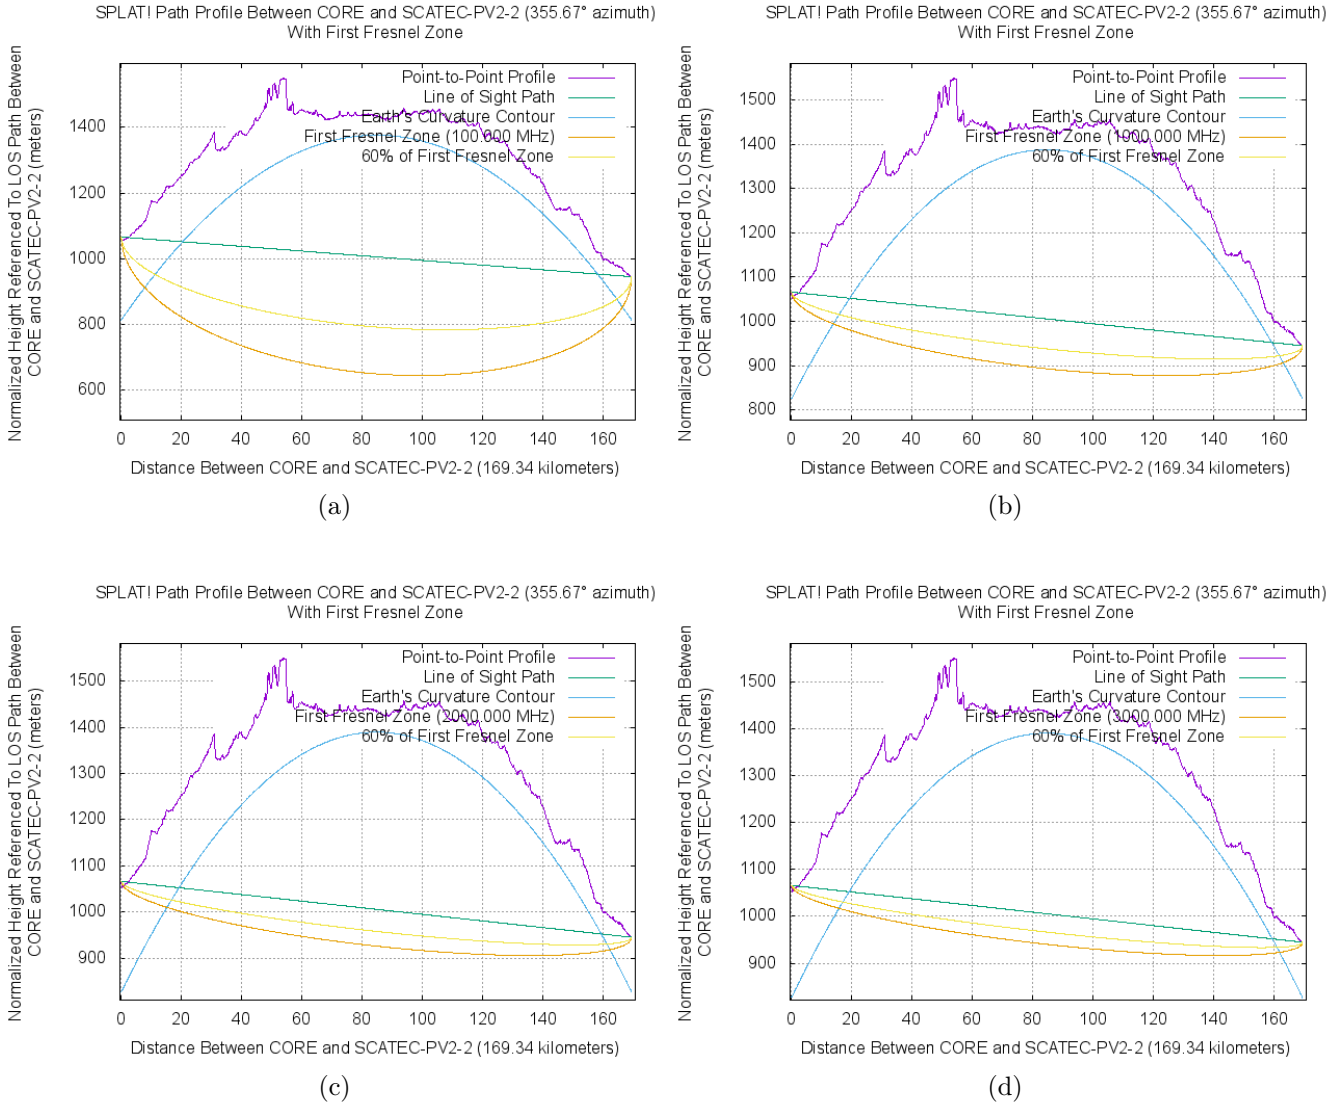 SPLAT! Path Profile Between CORE and SCATEC-PV2-2 (355.67° azimuth)
With First Fresnel Zone
Normalized Height Referenced To LOS Path Between
CORE and SCATEC-PV2-2 (meters)
Point-to-Point Profile
Line of Sight Path
Earth's Curvature Contour
First Fresnel Zone (100.000 MHz)
60% of First Fresnel Zone
1400
1200
1000
800
600
0 20 40 60 80 100 120 140 160
Distance Between CORE and SCATEC-PV2-2 (169.34 kilometers)
(a)
SPLAT! Path Profile Between CORE and SCATEC-PV2-2 (355.67° azimuth)
With First Fresnel Zone
Normalized Height Referenced To LOS Path Between
CORE and SCATEC-PV2-2 (meters)
Point-to-Point Profile
Line of Sight Path
Earth's Curvature Contour
First Fresnel Zone (1000.000 MHz)
60% of First Fresnel Zone
1500
1400
1300
1200
1100
1000
900
800
0 20 40 60 80 100 120 140 160
Distance Between CORE and SCATEC-PV2-2 (169.34 kilometers)
(b)
SPLAT! Path Profile Between CORE and SCATEC-PV2-2 (355.67° azimuth)
With First Fresnel Zone
Normalized Height Referenced To LOS Path Between
CORE and SCATEC-PV2-2 (meters)
Point-to-Point Profile
Line of Sight Path
Earth's Curvature Contour
First Fresnel Zone (2000.000 MHz)
60% of First Fresnel Zone
1500
1400
1300
1200
1100
1000
900
0 20 40 60 80 100 120 140 160
Distance Between CORE and SCATEC-PV2-2 (169.34 kilometers)
(c)
SPLAT! Path Profile Between CORE and SCATEC-PV2-2 (355.67° azimuth)
With First Fresnel Zone
Normalized Height Referenced To LOS Path Between
CORE and SCATEC-PV2-2 (meters)
Point-to-Point Profile
Line of Sight Path
Earth's Curvature Contour
First Fresnel Zone (3000.000 MHz)
60% of First Fresnel Zone
1500
1400
1300
1200
1100
1000
900
0 20 40 60 80 100 120 140 160
Distance Between CORE and SCATEC-PV2-2 (169.34 kilometers)
(d)